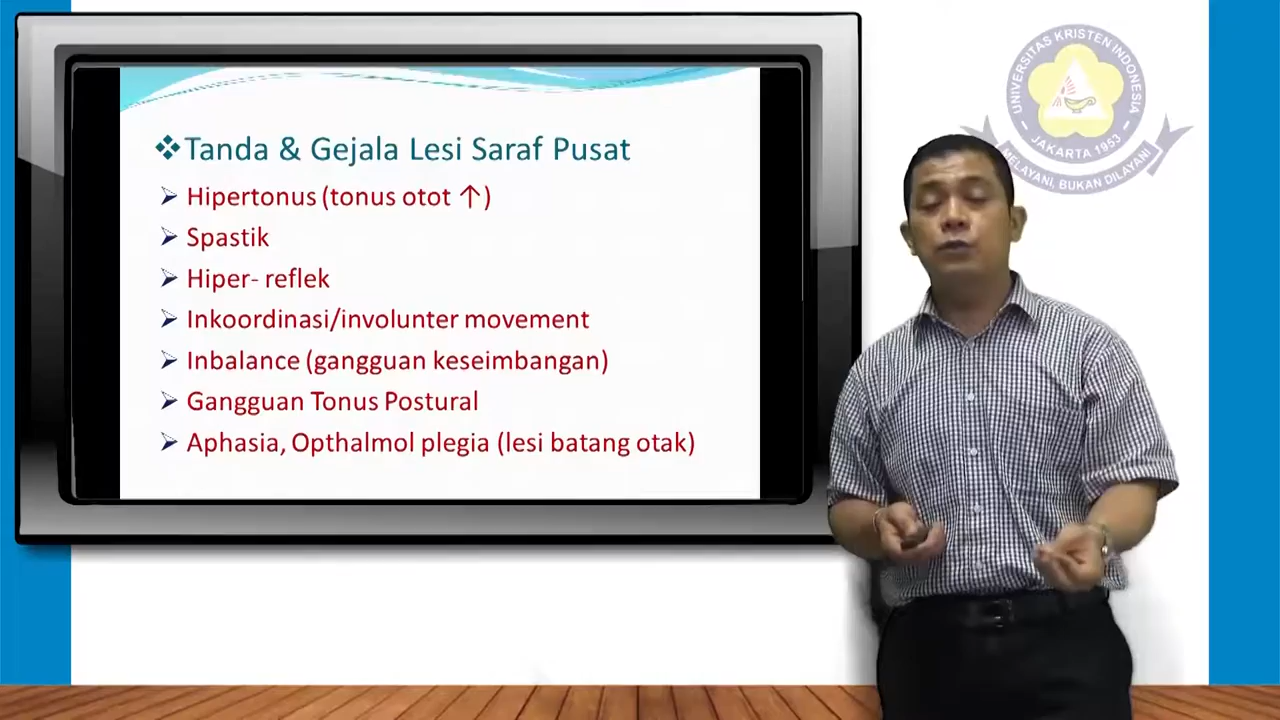 ❖Tanda & Gejala Lesi Saraf Pusat
➢ Hipertonus (tonus otot ↑)
➢ Spastik
➢ Hiper- reflek
➢ Inkoordinasi/involunter movement
➢ Inbalance (gangguan keseimbangan)
➢ Gangguan Tonus Postural
➢ Aphasia, Opthalmol plegia (lesi batang otak)
UNIVERSITAS KRISTEN INDONESIA
- JAKARTA 1953 -
MELAYANI, BUKAN DILAYANI